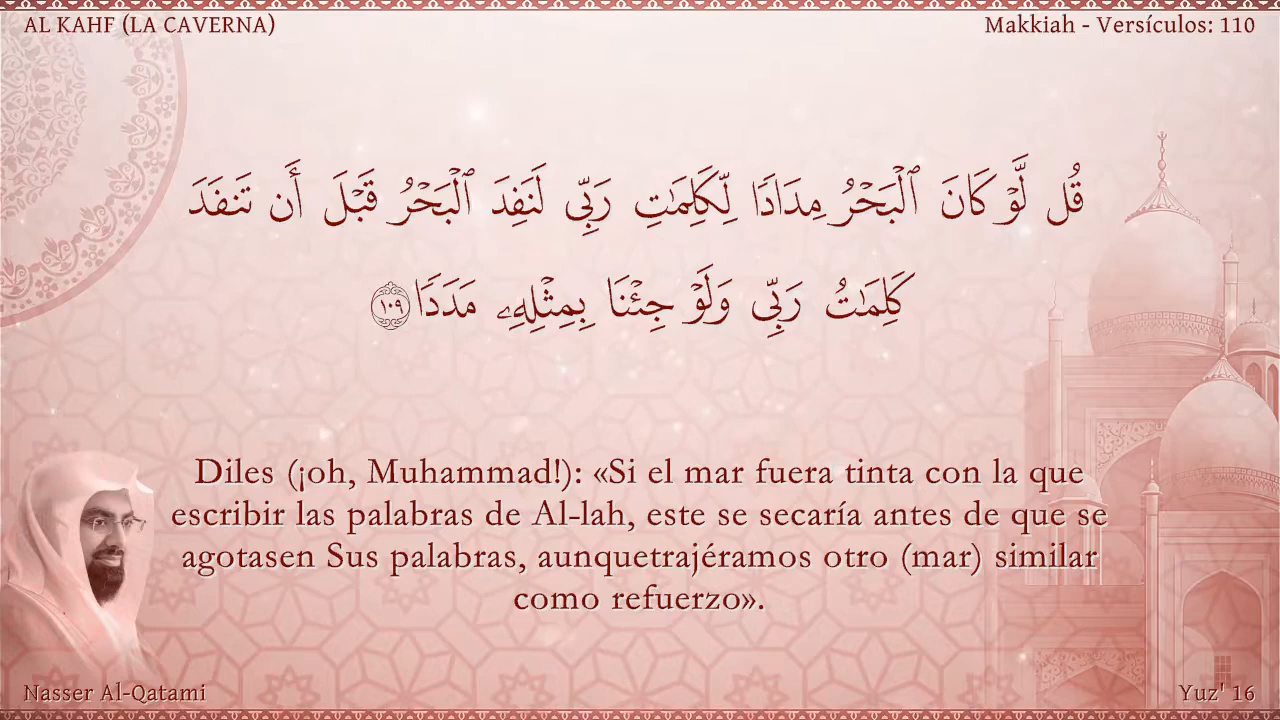 AL KAHF (LA CAVERNA)
Makkiah - Versículos: 110
قُل لَّوْ كَانَ ٱلْبَحْرُ مِدَادًا لِّكَلِمَٰتِ رَبِّى لَنَفِدَ ٱلْبَحْرُ قَبْلَ أَن تَنفَدَ
كَلِمَٰتُ رَبِّى وَلَوْ جِئْنَا بِمِثْلِهِۦ مَدَدًا ١٠٩
Diles (¡oh, Muhammad!): «Si el mar fuera tinta con la que
escribir las palabras de Al-lah, este se secaría antes de que se
agotasen Sus palabras, aunquetrajéramos otro (mar) similar
como refuerzo».
Nasser Al-Qatami
Yuz' 16